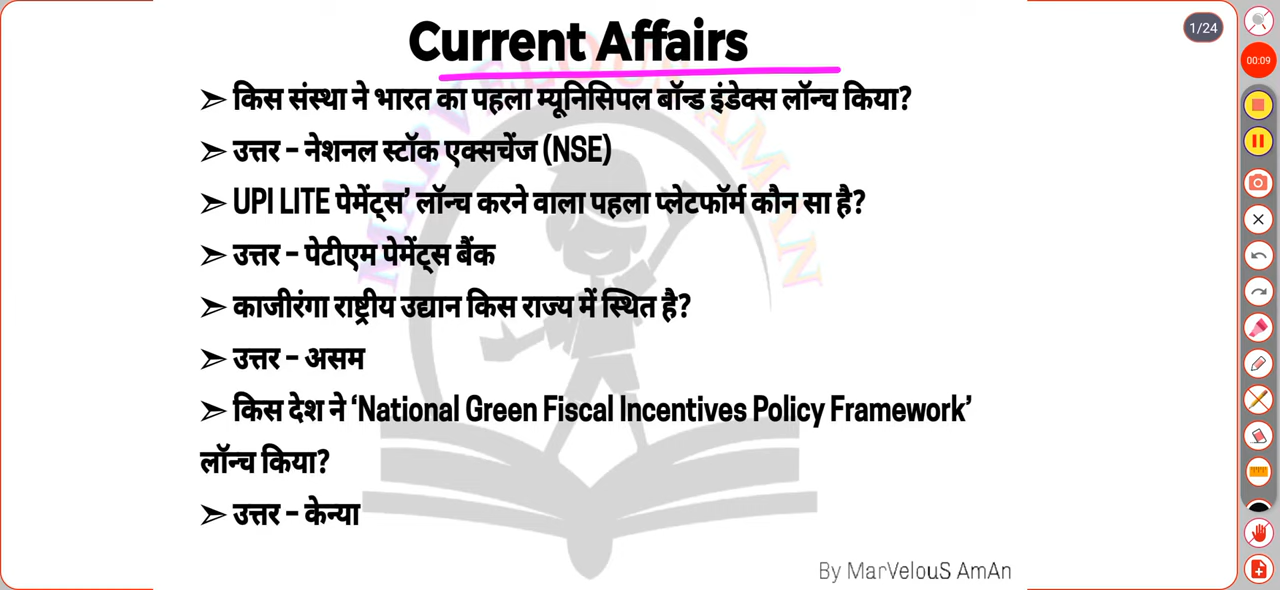 Current Affairs
➢ किस संस्था ने भारत का पहला म्यूनिसिपल बॉन्ड इंडेक्स लॉन्च किया?
➢ उत्तर – नेशनल स्टॉक एक्सचेंज (NSE)
➢ UPI LITE पेमेंट्स’ लॉन्च करने वाला पहला प्लेटफॉर्म कौन सा है?
➢ उत्तर – पेटीएम पेमेंट्स बैंक
➢ काजीरंगा राष्ट्रीय उद्यान किस राज्य में स्थित है?
➢ उत्तर – असम
➢ किस देश ने ‘National Green Fiscal Incentives Policy Framework’
लॉन्च किया?
➢ उत्तर – केन्या
By MarVelouS AmAn
MARVELOUS AMAN
1/24
00:09